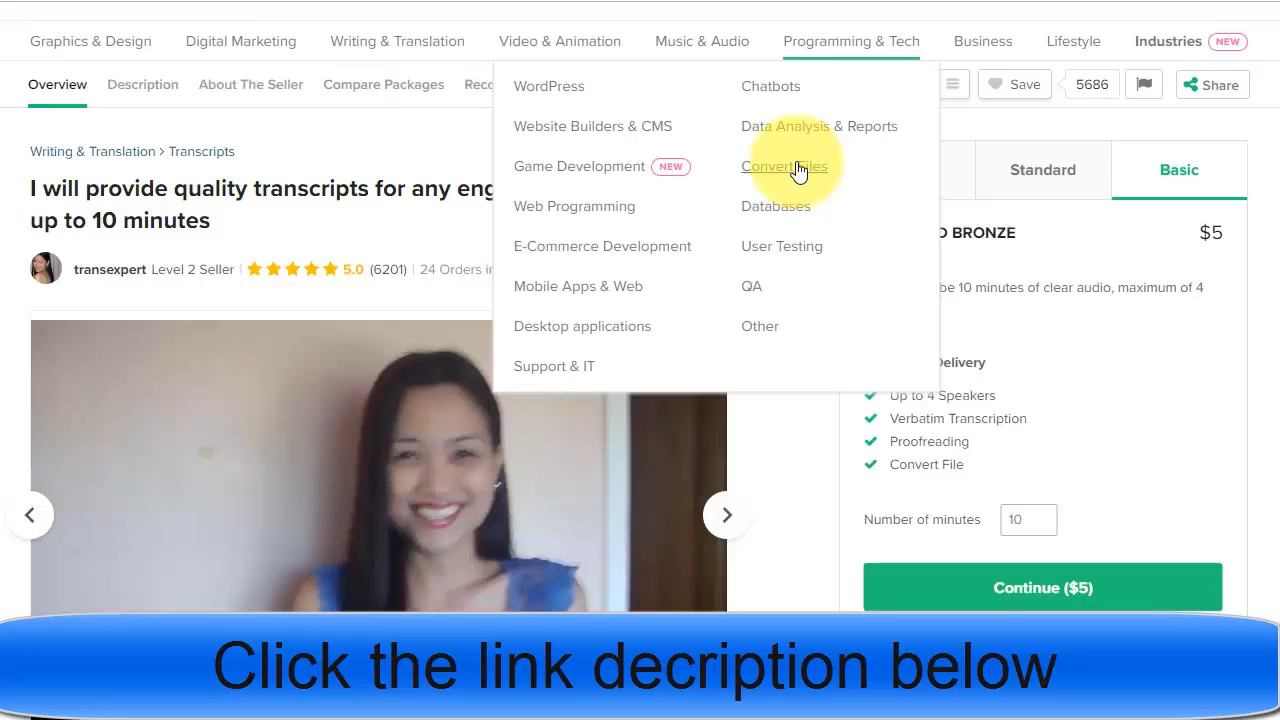 Graphics & Design Digital Marketing Writing & Translation Video & Animation Music & Audio Programming & Tech Business Lifestyle Industries NEW
Overview Description About The Seller Compare Packages Reco Save 5686 Share
WordPress Chatbots
Website Builders & CMS Data Analysis & Reports
Game Development NEW Convert Files
Web Programming Databases
E-Commerce Development User Testing
Mobile Apps & Web QA
Desktop applications Other
Support & IT
Writing & Translation > Transcripts
I will provide quality transcripts for any eng
up to 10 minutes
transexpert Level 2 Seller 5.0 (6201) 24 Orders in
Standard Basic
D BRONZE $5
be 10 minutes of clear audio, maximum of 4
Delivery
Up to 4 Speakers
Verbatim Transcription
Proofreading
Convert File
Number of minutes 10
Continue ($5)
Click the link decription below